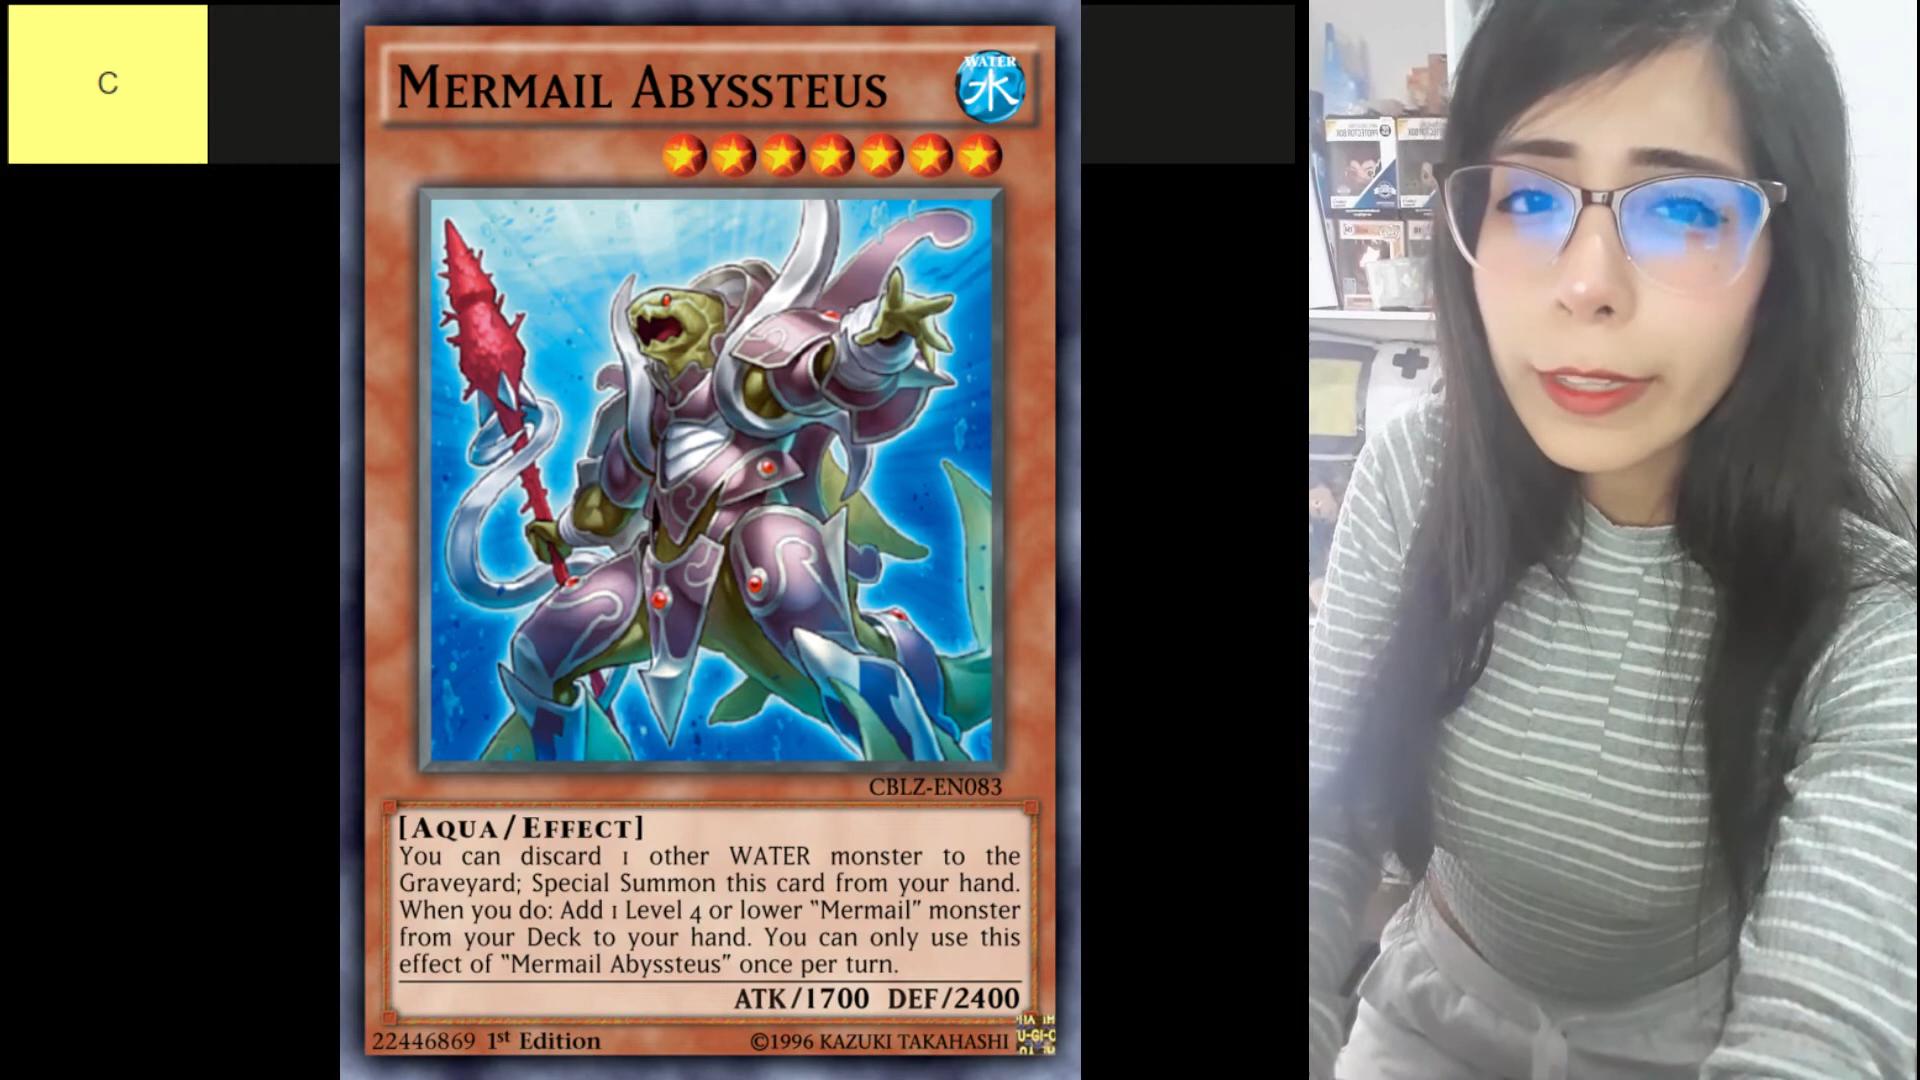 C
MERMAIL ABYSSTEUS
WATER
水
CBLZ-EN083
[AQUA/EFFECT]
You can discard 1 other WATER monster to the
Graveyard; Special Summon this card from your hand.
When you do: Add 1 Level 4 or lower "Mermail" monster
from your Deck to your hand. You can only use this
effect of "Mermail Abyssteus" once per turn.
ATK/1700 DEF/2400
22446869 1st Edition
©1996 KAZUKI TAKAHASHI